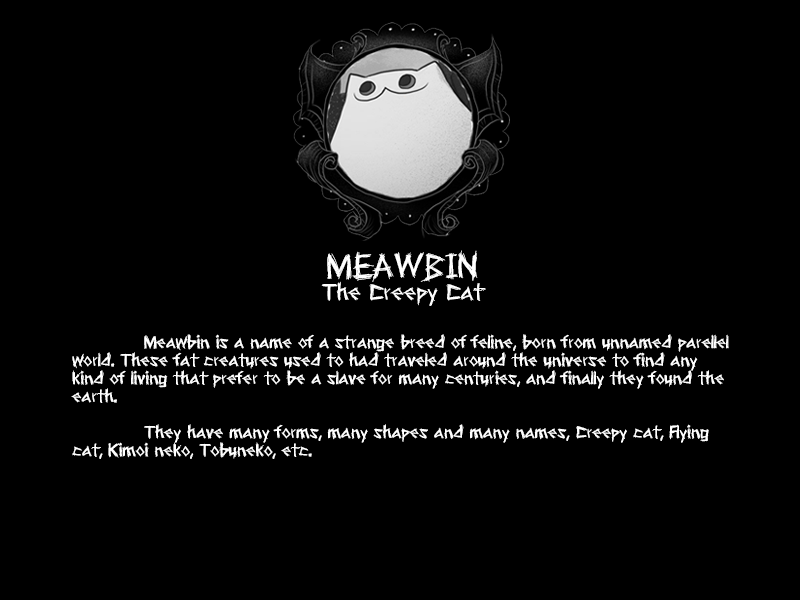 MEAWBIN
The Creepy Cat
Meawbin is a name of a strange breed of feline, born from unnamed parellel
world. These fat creatures used to had traveled around the universe to find any
kind of living that prefer to be a slave for many centuries, and finally they found the
earth.
They have many forms, many shapes and many names, Creepy cat, Flying
cat, Kimoi neko, Tobuneko, etc.